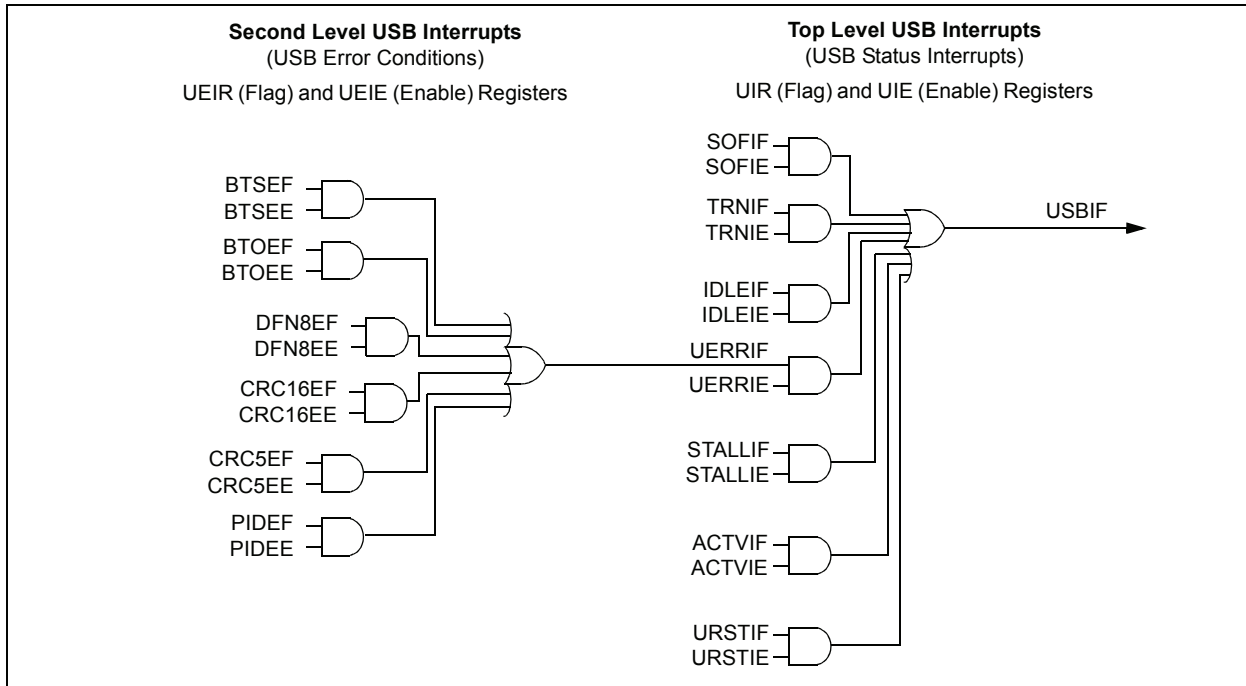 Second Level USB Interrupts
(USB Error Conditions)
UEIR (Flag) and UEIE (Enable) Registers
BTSEF
BTSEE
BTOEF
BTOEE
DFN8EF
DFN8EE
CRC16EF
CRC16EE
CRC5EF
CRC5EE
PIDEF
PIDEE
Top Level USB Interrupts
(USB Status Interrupts)
UIR (Flag) and UIE (Enable) Registers
SOFIF
SOFIE
TRNIF
TRNIE
IDLEIF
IDLEIE
UERRIF
UERRIE
STALLIF
STALLIE
ACTVIF
ACTVIE
URSTIF
URSTIE
USBIF